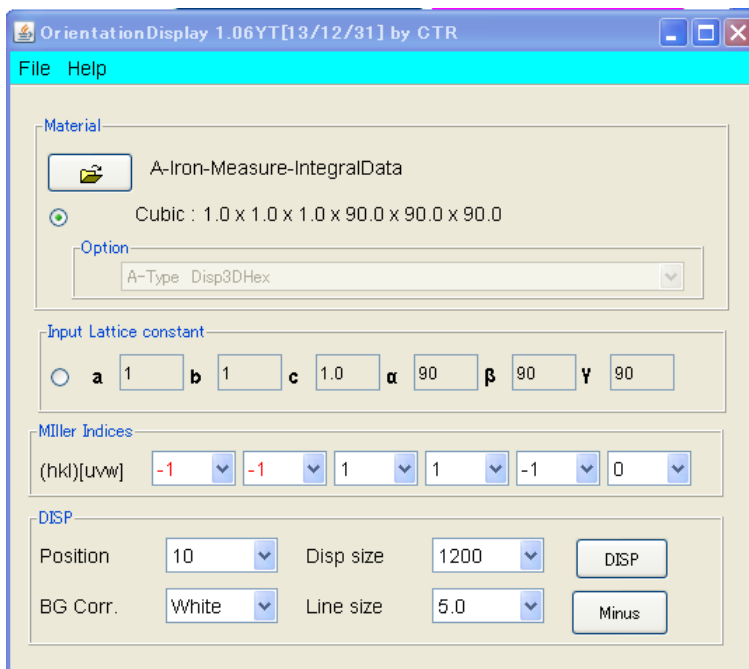 OrientationDisplay 1.06YT[13/12/31] by CTR
File Help
Material
A-Iron-Measure-IntegralData
Cubic : 1.0 x 1.0 x 1.0 x 90.0 x 90.0 x 90.0
Option
A-Type Disp3DHex
Input Lattice constant
a 1 b 1 c 1.0 α 90 β 90 γ 90
MIller Indices
(hkl)[uvw] -1 -1 1 1 -1 0
DISP
Position 10 Disp size 1200 DISP
BG Corr. White Line size 5.0 Minus